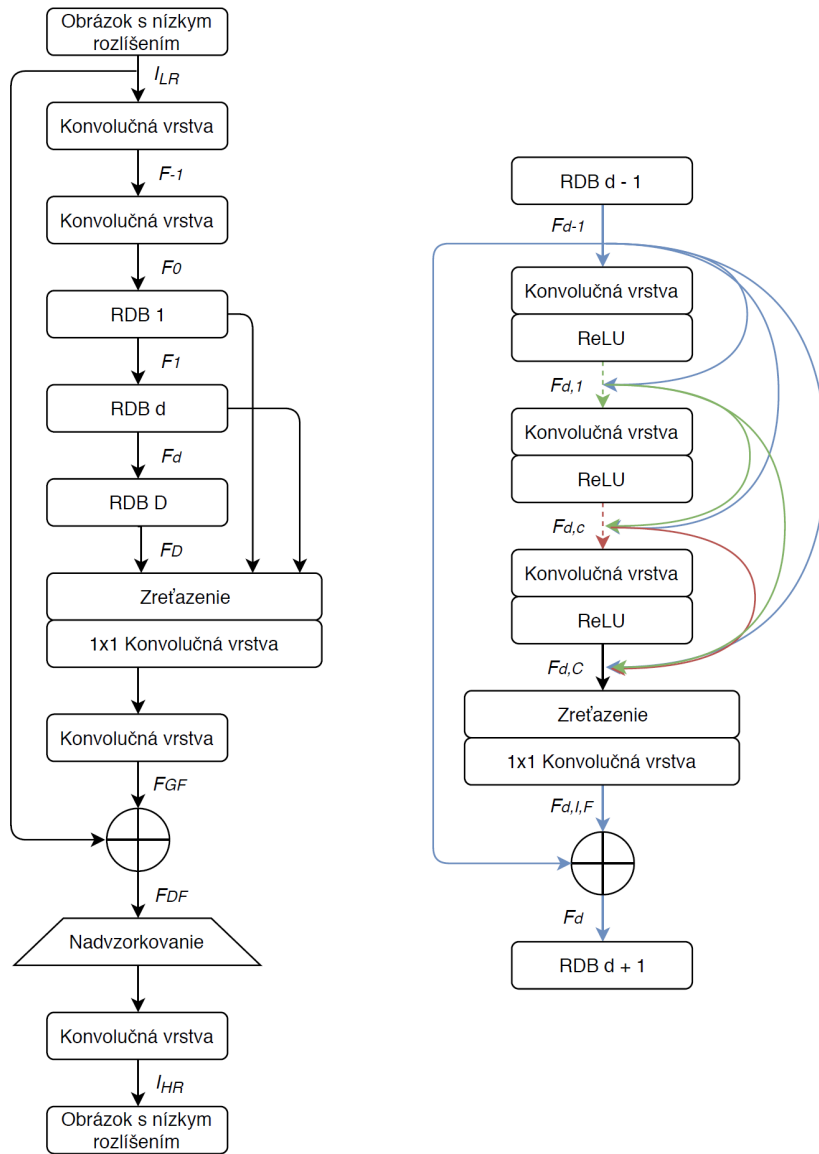 Obrázok s nízkym
rozlíšením
I_LR
Konvolučná vrstva
F-1
Konvolučná vrstva
F0
RDB 1
F1
RDB d
Fd
RDB D
FD
Zreťazenie
1x1 Konvolučná vrstva
Konvolučná vrstva
FGF
FDF
Nadvzorkovanie
Konvolučná vrstva
I_HR
Obrázok s nízkym
rozlíšením
RDB d - 1
Fd-1
Konvolučná vrstva
ReLU
Fd,1
Konvolučná vrstva
ReLU
Fd,c
Konvolučná vrstva
ReLU
Fd,C
Zreťazenie
1x1 Konvolučná vrstva
Fd,I,F
Fd
RDB d + 1